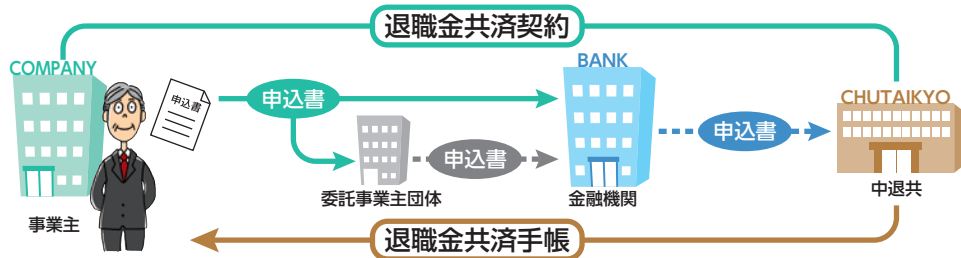 退職金共済契約
COMPANY
BANK
CHUTAIKYO
申込書
申込書
申込書
申込書
委託事業主団体
金融機関
中退共
事業主
退職金共済手帳